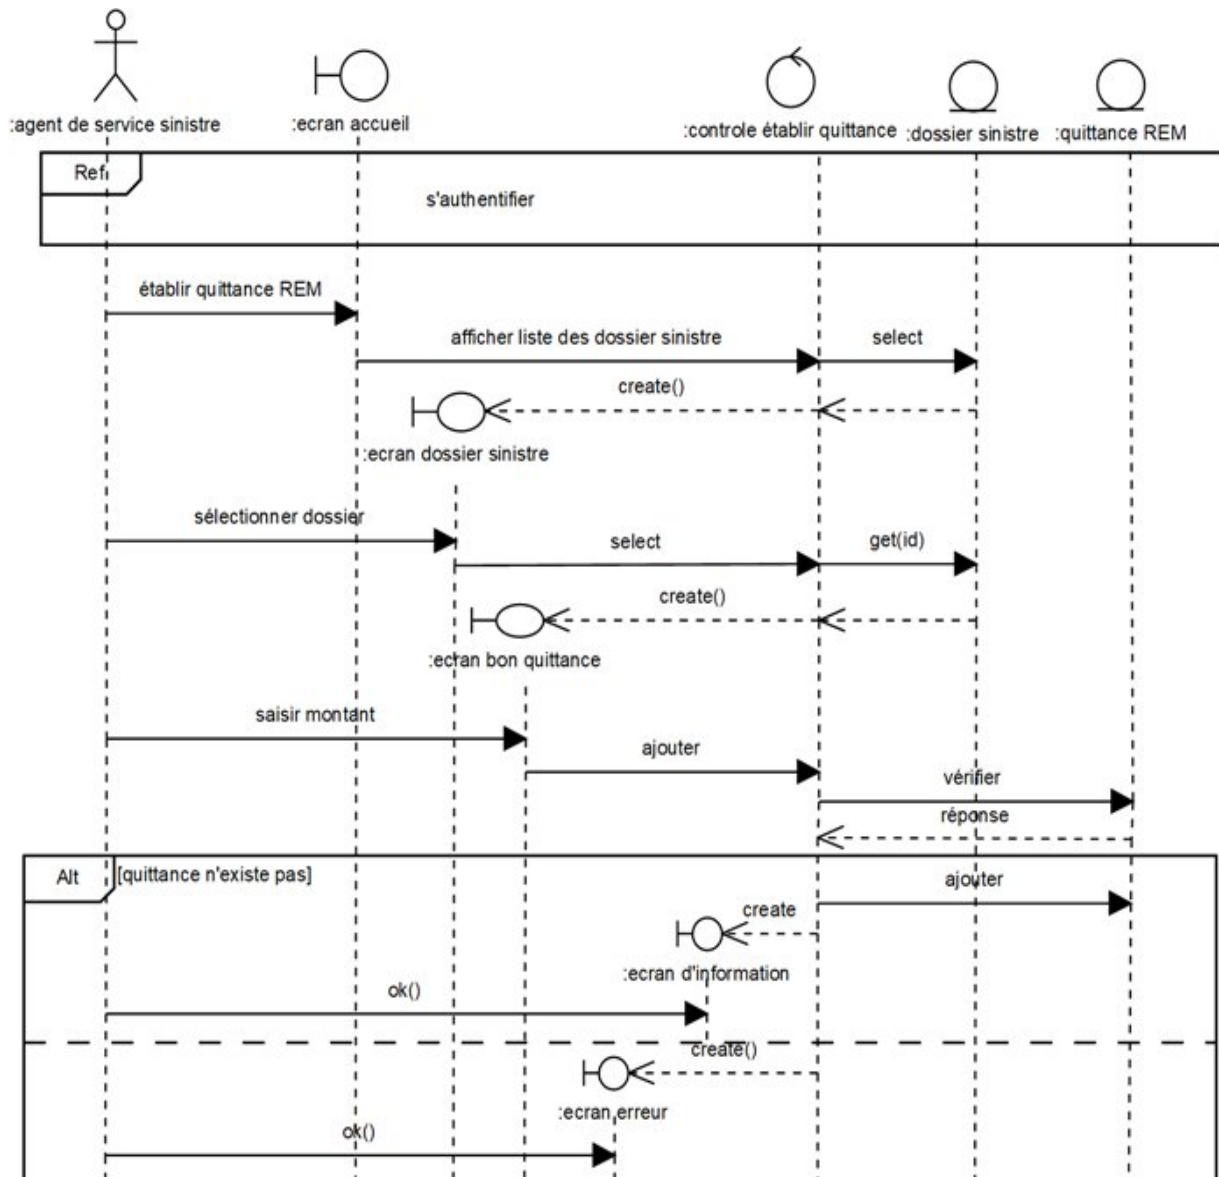 :agent de service sinistre
:ecran accueil
:controle établir quittance
:dossier sinistre
:quittance REM
Ref
s'authentifier
établir quittance REM
afficher liste des dossier sinistre
select
create()
:ecran dossier sinistre
sélectionner dossier
select
get(id)
create()
:ecran bon quittance
saisir montant
ajouter
vérifier
réponse
Alt
[quittance n'existe pas]
ajouter
create
:ecran d'information
ok()
create()
:ecran erreur
ok()